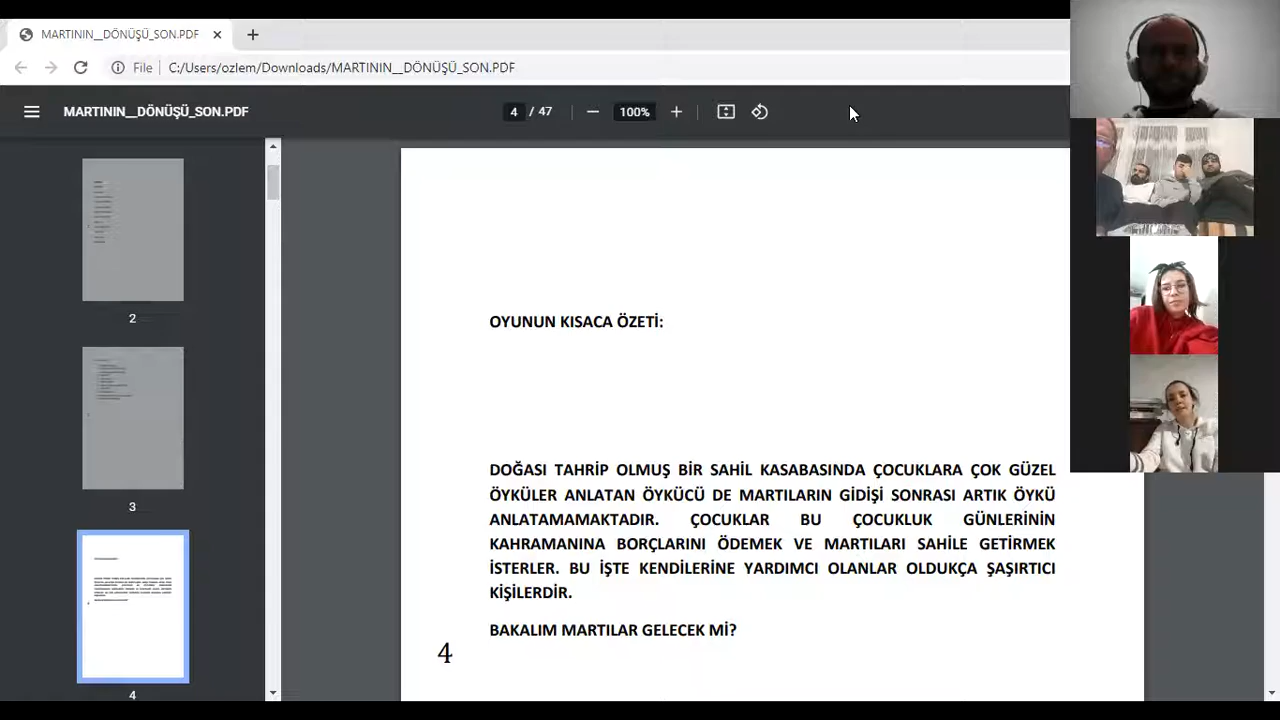 MARTININ__DÖNÜŞÜ_SON.PDF
File
C:/Users/ozlem/Downloads/MARTININ__DÖNÜŞÜ_SON.PDF
MARTININ__DÖNÜŞÜ_SON.PDF
4 / 47
100%
2
3
4
OYUNUN KISACA ÖZETİ:
DOĞASI TAHRİP OLMUŞ BİR SAHİL KASABASINDA ÇOCUKLARA ÇOK GÜZEL
ÖYKÜLER ANLATAN ÖYKÜCÜ DE MARTILARIN GİDİŞİ SONRASI ARTIK ÖYKÜ
ANLATAMAMAKTADIR. ÇOCUKLAR BU ÇOCUKLUK GÜNLERİNİN
KAHRAMANINA BORÇLARINI ÖDEMEK VE MARTILARI SAHİLE GETİRMEK
İSTERLER. BU İŞTE KENDİLERİNE YARDIMCI OLANLAR OLDUKÇA ŞAŞIRTICI
KİŞİLERDİR.
BAKALIM MARTILAR GELECEK Mİ?
4